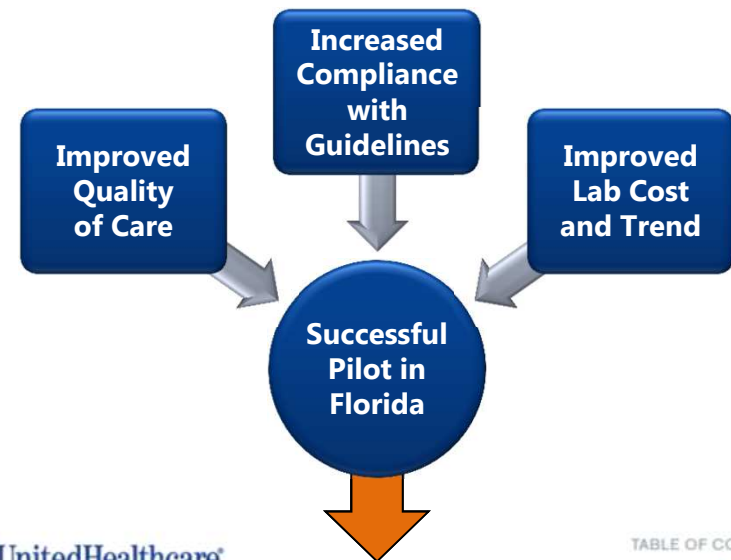 Increased
Compliance
with
Guidelines
Improved
Quality
of Care
Improved
Lab Cost
and Trend
Successful
Pilot in
Florida
UnitedHealthcare®
TABLE OF